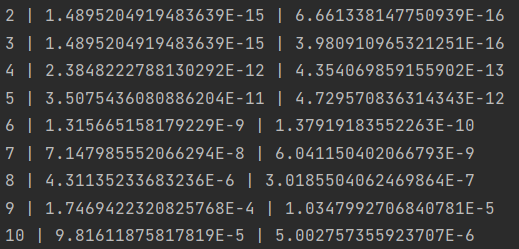 2 | 1.4895204919483639E-15 | 6.661338147750939E-16
3 | 1.4895204919483639E-15 | 3.980910965321251E-16
4 | 2.3848222788130292E-12 | 4.354069859155902E-13
5 | 3.5075436080886204E-11 | 4.729570836314343E-12
6 | 1.315665158179229E-9 | 1.37919183552263E-10
7 | 7.147985552066294E-8 | 6.041150402066793E-9
8 | 4.31135233683236E-6 | 3.0185504062469864E-7
9 | 1.7469422320825768E-4 | 1.0347992706840781E-5
10 | 9.81611875817819E-5 | 5.002757355923707E-6